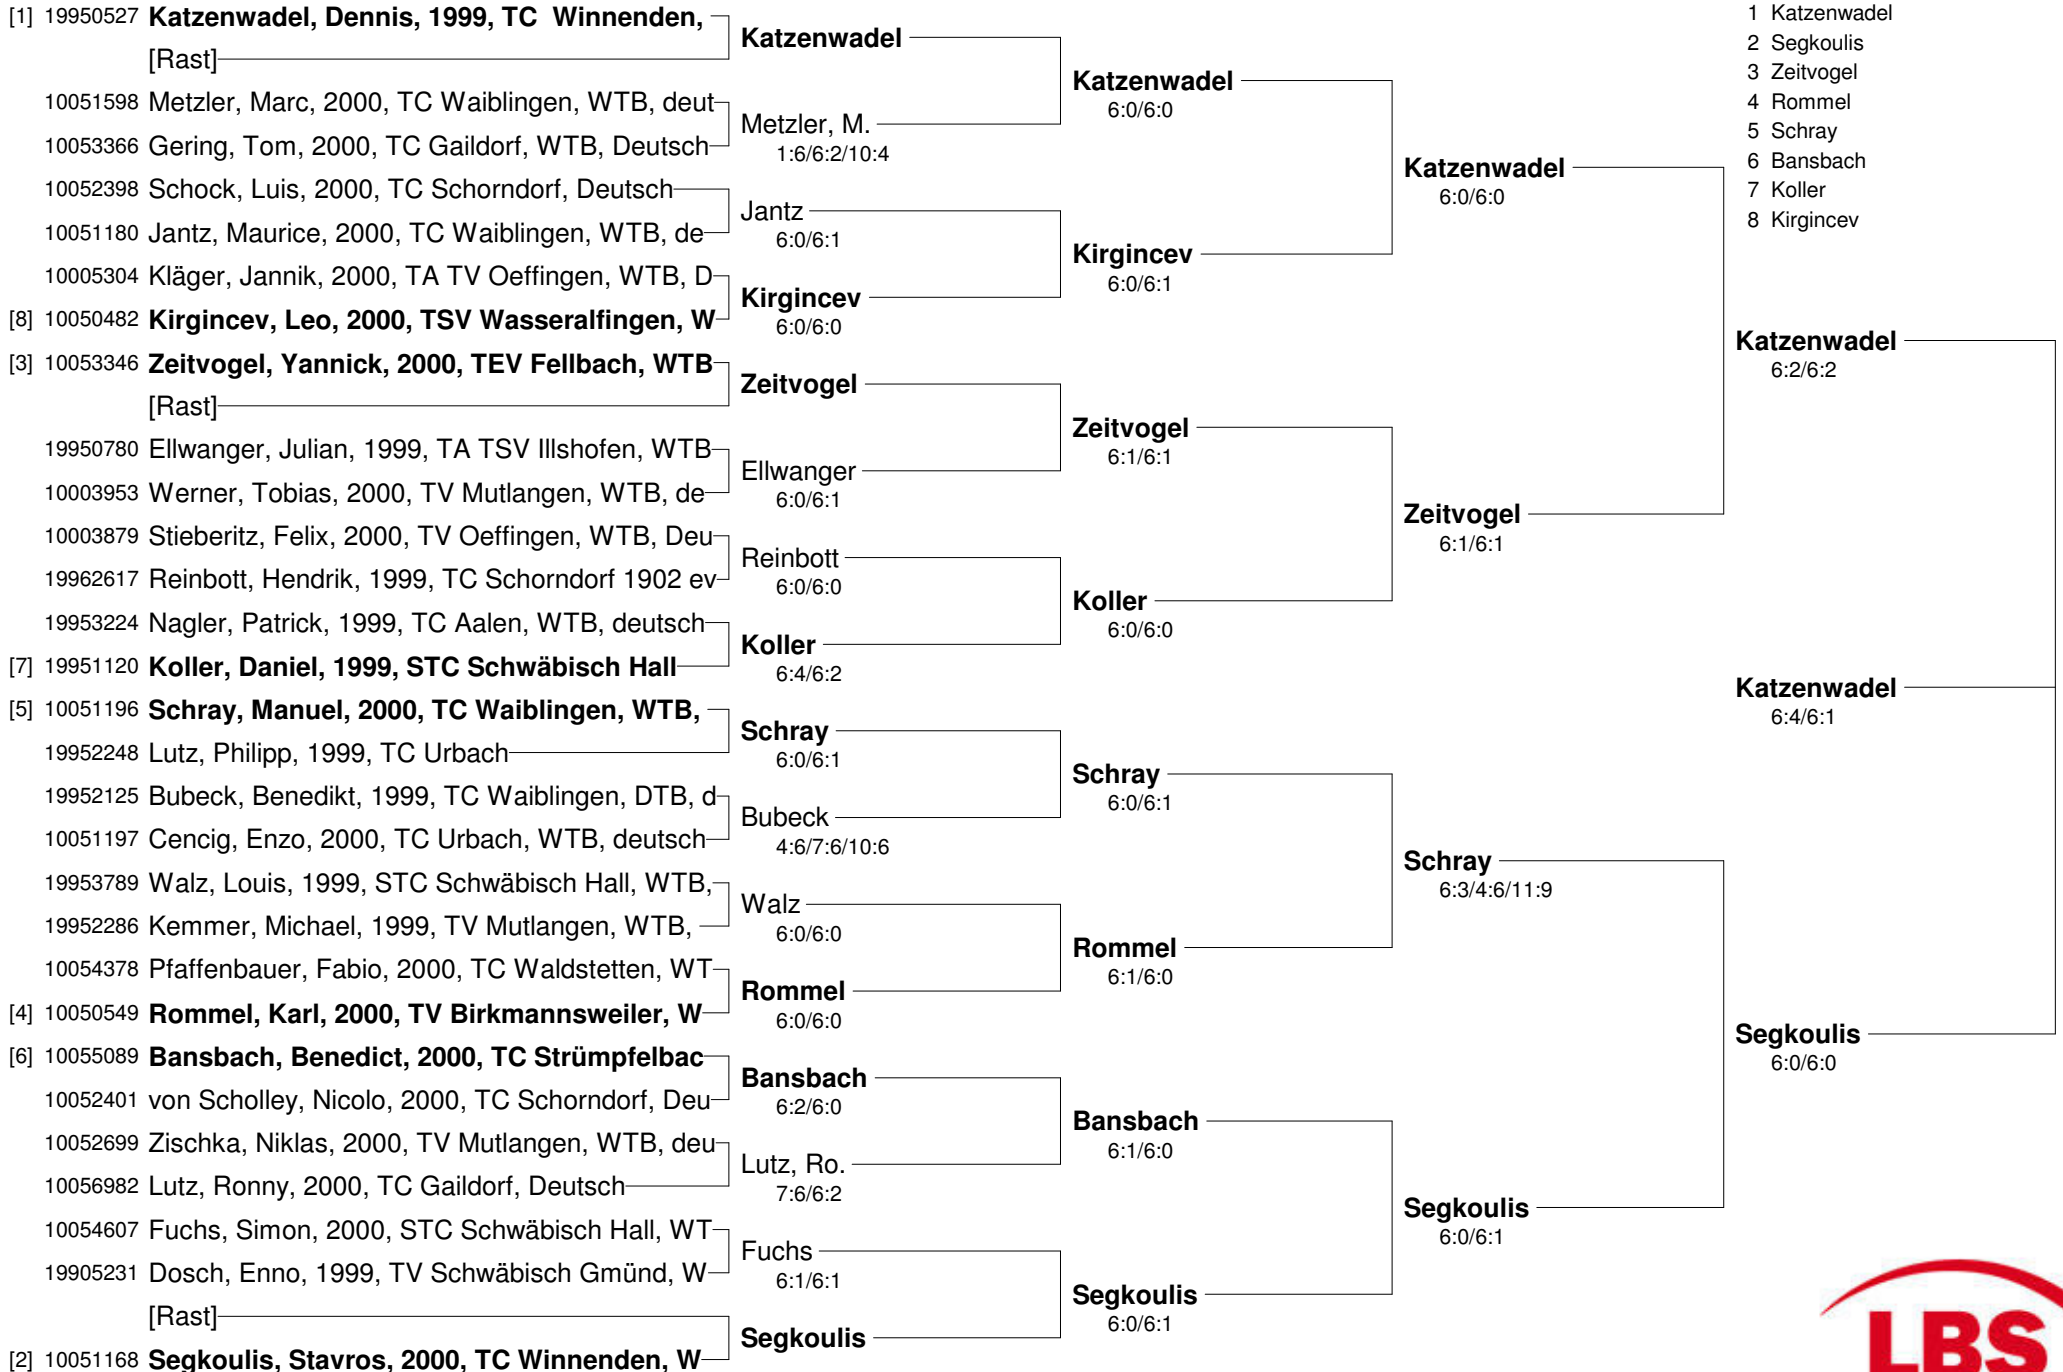 [1] 19950527 Katzenwadel, Dennis, 1999, TC  Winnenden,
[Rast]
10051598 Metzler, Marc, 2000, TC Waiblingen, WTB, deut
10053366 Gering, Tom, 2000, TC Gaildorf, WTB, Deutsch
10052398 Schock, Luis, 2000, TC Schorndorf, Deutsch
10051180 Jantz, Maurice, 2000, TC Waiblingen, WTB, de
10005304 Kläger, Jannik, 2000, TA TV Oeffingen, WTB, D
[8] 10050482 Kirgincev, Leo, 2000, TSV Wasseralfingen, W
[3] 10053346 Zeitvogel, Yannick, 2000, TEV Fellbach, WTB
[Rast]
19950780 Ellwanger, Julian, 1999, TA TSV Illshofen, WTB
10003953 Werner, Tobias, 2000, TV Mutlangen, WTB, de
10003879 Stieberitz, Felix, 2000, TV Oeffingen, WTB, Deu
19962617 Reinbott, Hendrik, 1999, TC Schorndorf 1902 ev
19953224 Nagler, Patrick, 1999, TC Aalen, WTB, deutsch
[7] 19951120 Koller, Daniel, 1999, STC Schwäbisch Hall
[5] 10051196 Schray, Manuel, 2000, TC Waiblingen, WTB,
19952248 Lutz, Philipp, 1999, TC Urbach
19952125 Bubeck, Benedikt, 1999, TC Waiblingen, DTB, d
10051197 Cencig, Enzo, 2000, TC Urbach, WTB, deutsch
19953789 Walz, Louis, 1999, STC Schwäbisch Hall, WTB,
19952286 Kemmer, Michael, 1999, TV Mutlangen, WTB,
10054378 Pfaffenbauer, Fabio, 2000, TC Waldstetten, WT
[4] 10050549 Rommel, Karl, 2000, TV Birkmannsweiler, W
[6] 10055089 Bansbach, Benedict, 2000, TC Strümpfelbac
10052401 von Scholley, Nicolo, 2000, TC Schorndorf, Deu
10052699 Zischka, Niklas, 2000, TV Mutlangen, WTB, deu
10056982 Lutz, Ronny, 2000, TC Gaildorf, Deutsch
10054607 Fuchs, Simon, 2000, STC Schwäbisch Hall, WT
19905231 Dosch, Enno, 1999, TV Schwäbisch Gmünd, W
[Rast]
[2] 10051168 Segkoulis, Stavros, 2000, TC Winnenden, W
Katzenwadel
Metzler, M.
1:6/6:2/10:4
Jantz
6:0/6:1
Kirgincev
6:0/6:0
Zeitvogel
Ellwanger
6:0/6:1
Reinbott
6:0/6:0
Koller
6:4/6:2
Schray
6:0/6:1
Bubeck
4:6/7:6/10:6
Walz
6:0/6:0
Rommel
6:0/6:0
Bansbach
6:2/6:0
Lutz, Ro.
7:6/6:2
Fuchs
6:1/6:1
Segkoulis
Katzenwadel
6:0/6:0
Kirgincev
6:0/6:1
Zeitvogel
6:1/6:1
Koller
6:0/6:0
Schray
6:0/6:1
Rommel
6:1/6:0
Bansbach
6:1/6:0
Segkoulis
6:0/6:1
Katzenwadel
6:0/6:0
Zeitvogel
6:1/6:1
Schray
6:3/4:6/11:9
Segkoulis
6:0/6:1
Katzenwadel
6:2/6:2
Katzenwadel
6:4/6:1
Segkoulis
6:0/6:0
1 Katzenwadel
2 Segkoulis
3 Zeitvogel
4 Rommel
5 Schray
6 Bansbach
7 Koller
8 Kirgincev
LBS